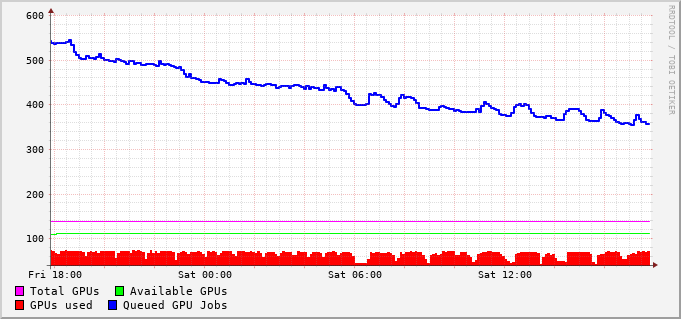 600
500
400
300
200
100
Fri 18:00 Sat 00:00 Sat 06:00 Sat 12:00
Total GPUs Available GPUs
GPUs used Queued GPU Jobs
RRDTOOL / TOBI OETIKER